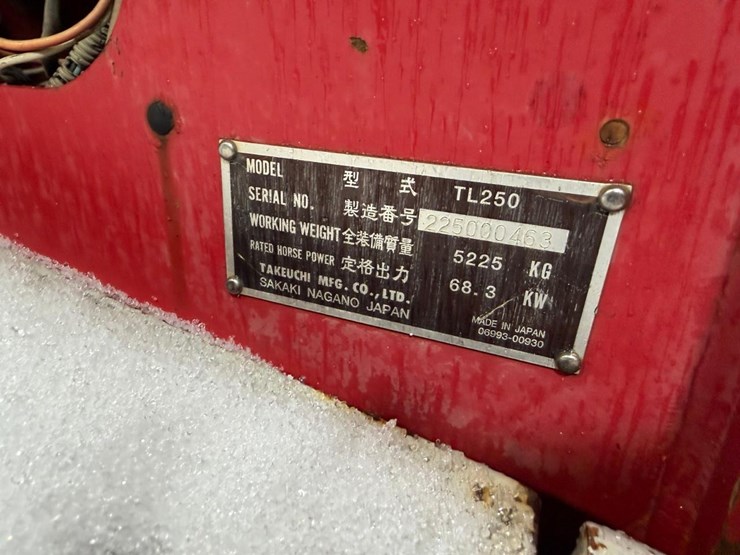 MODEL 型式 TL250
SERIAL NO. 製造番号 225000463
WORKING WEIGHT 全装備質量 5225 KG
RATED HORSE POWER 定格出力 68.3 KW
TAKEUCHI MFG. CO., LTD.
SAKAKI NAGANO JAPAN
MADE IN JAPAN
06993-00930